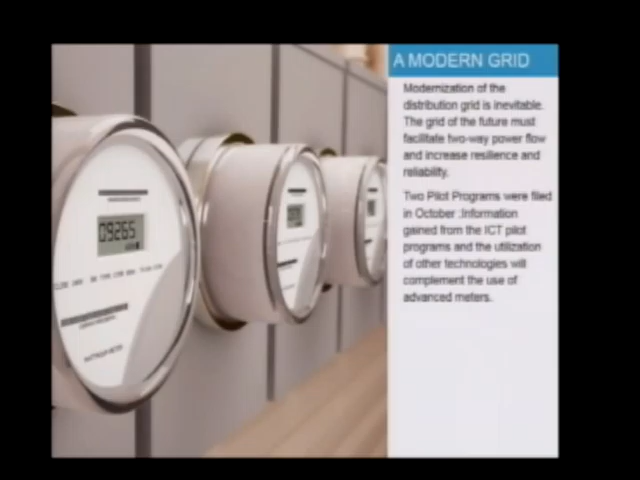 A MODERN GRID
Modernization of the
distribution grid is inevitable.
The grid of the future must
facilitate two-way power flow
and increase resilience and
reliability.
Two Pilot Programs were filed
in October .Information
gained from the ICT pilot
programs and the utilization
of other technologies will
complement the use of
advanced meters.
09265